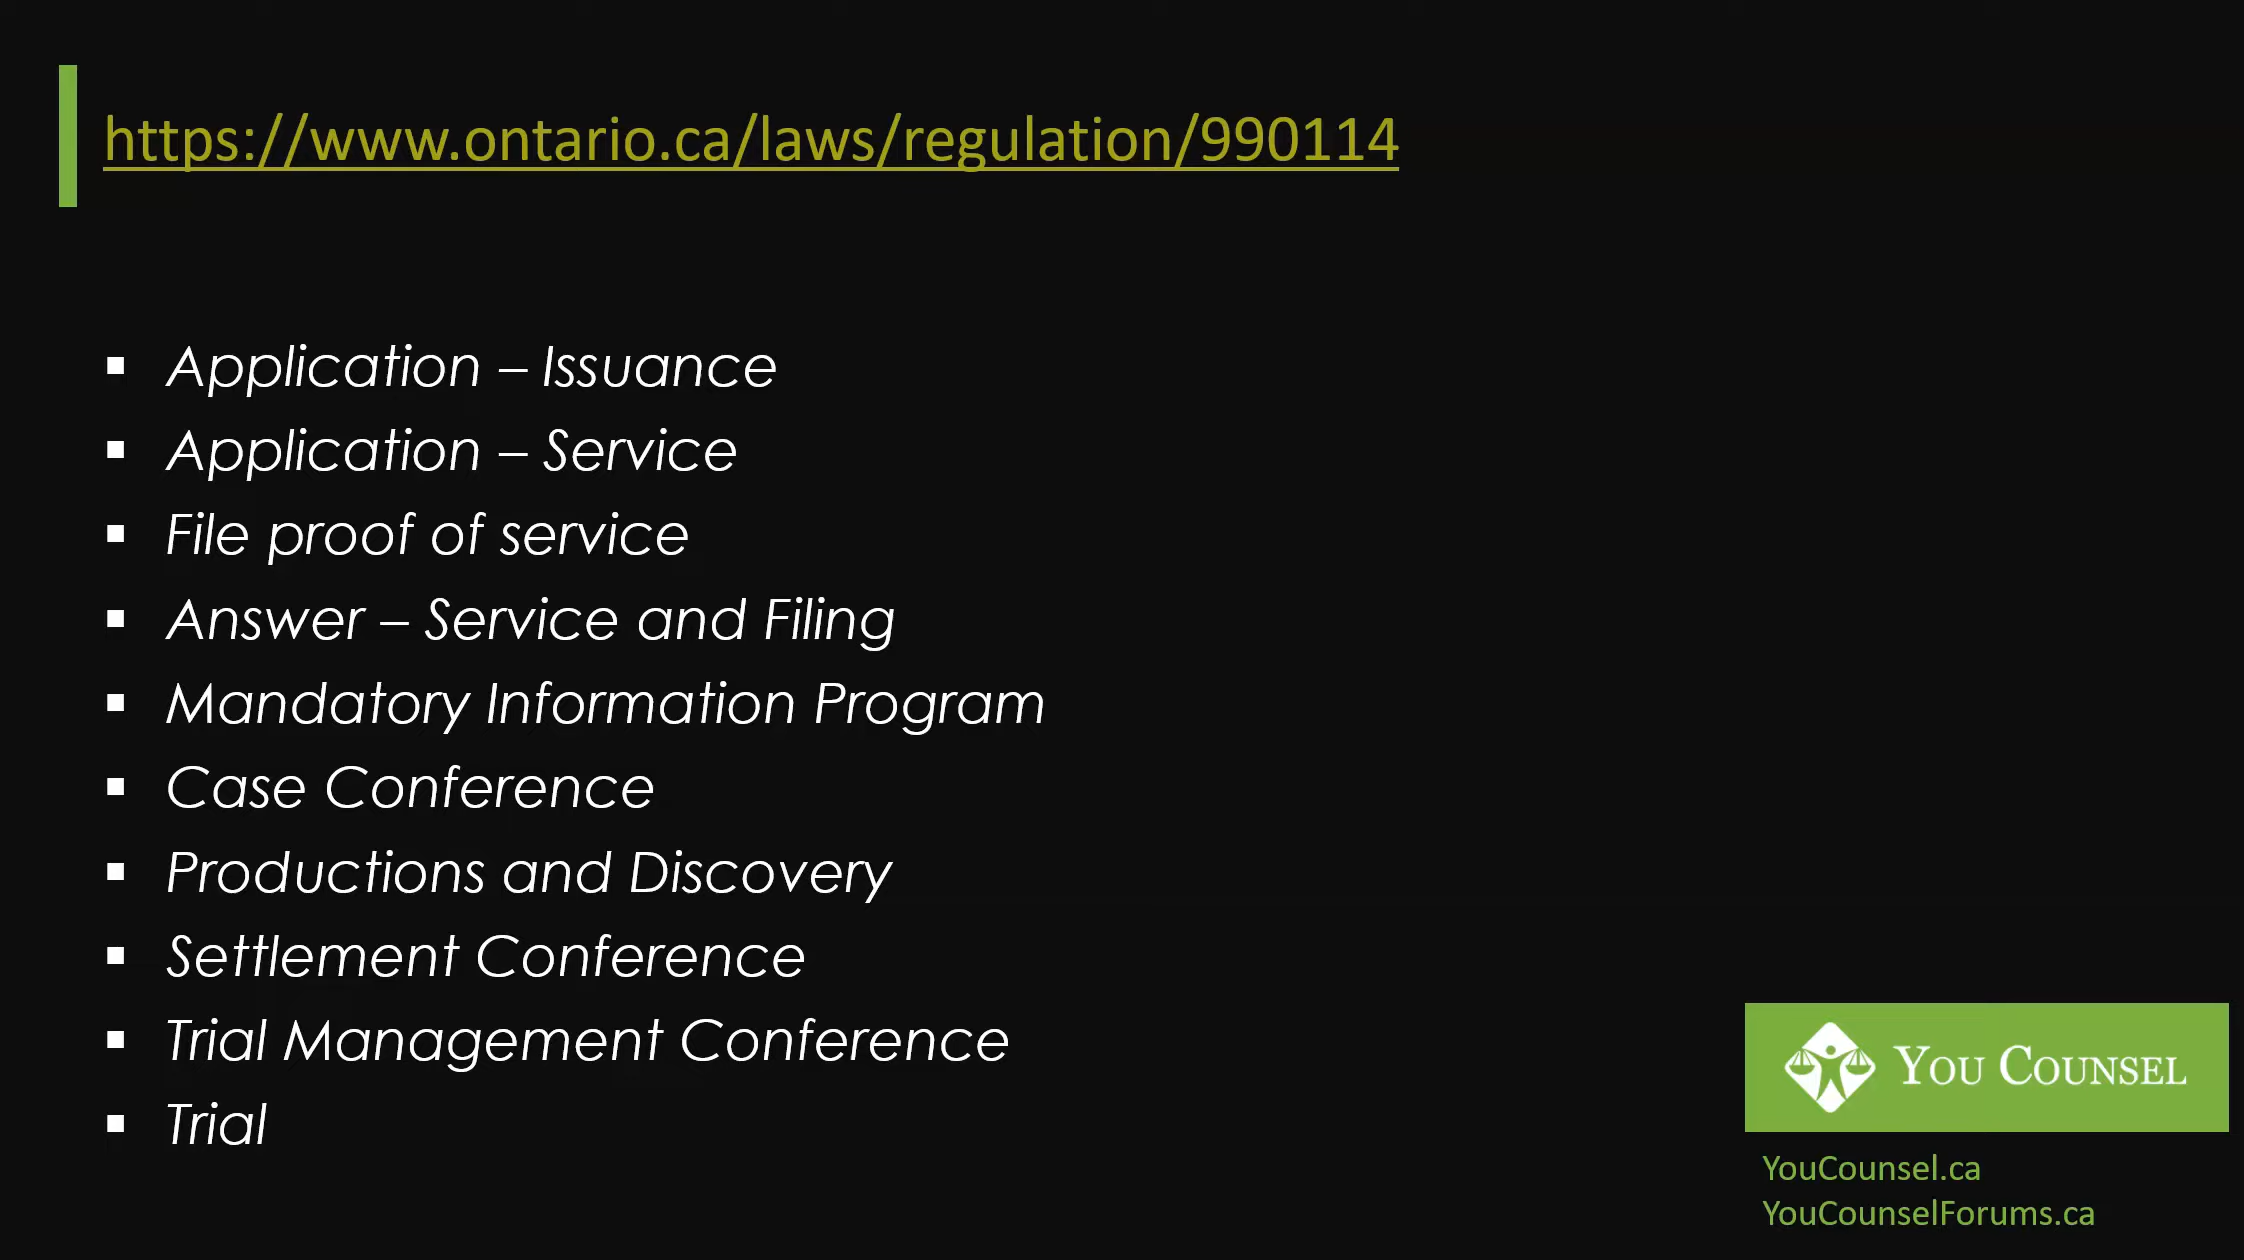 https://www.ontario.ca/laws/regulation/990114
▪ Application – Issuance
▪ Application – Service
▪ File proof of service
▪ Answer – Service and Filing
▪ Mandatory Information Program
▪ Case Conference
▪ Productions and Discovery
▪ Settlement Conference
▪ Trial Management Conference
▪ Trial
YOU COUNSEL
YouCounsel.ca
YouCounselForums.ca